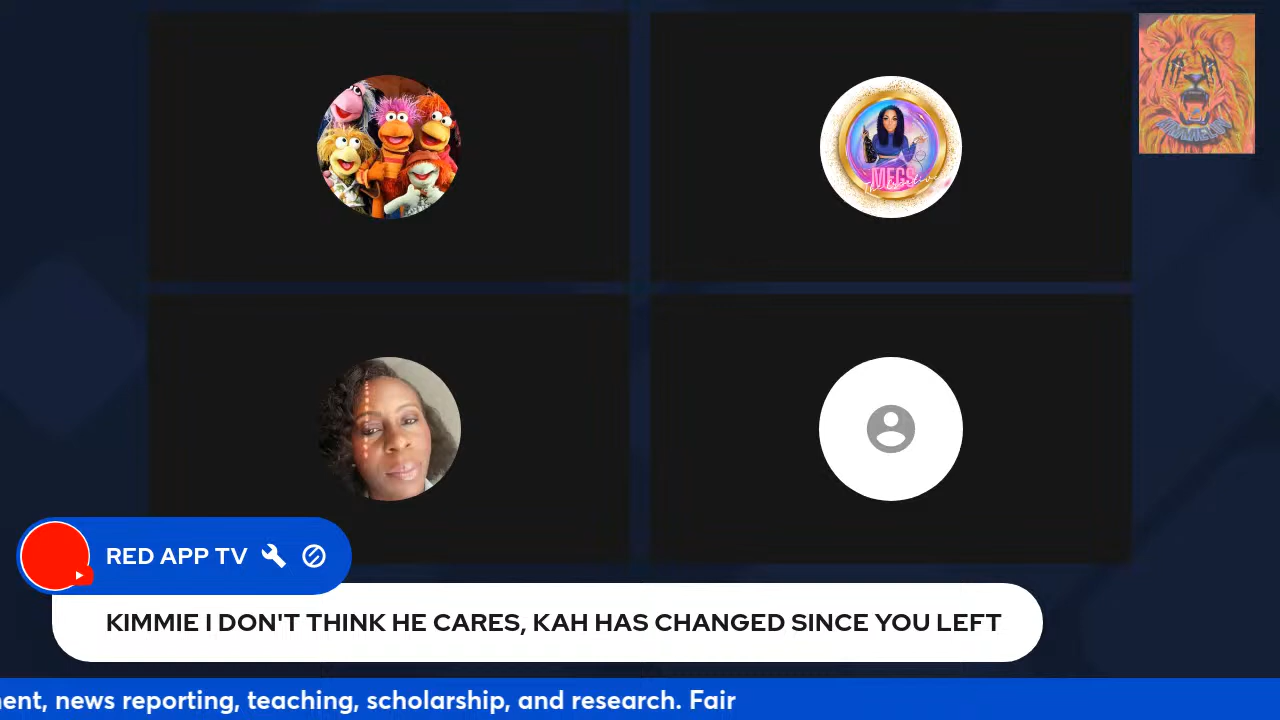 MEGS
RED APP TV
KIMMIE I DON'T THINK HE CARES, KAH HAS CHANGED SINCE YOU LEFT
ent, news reporting, teaching, scholarship, and research. Fair